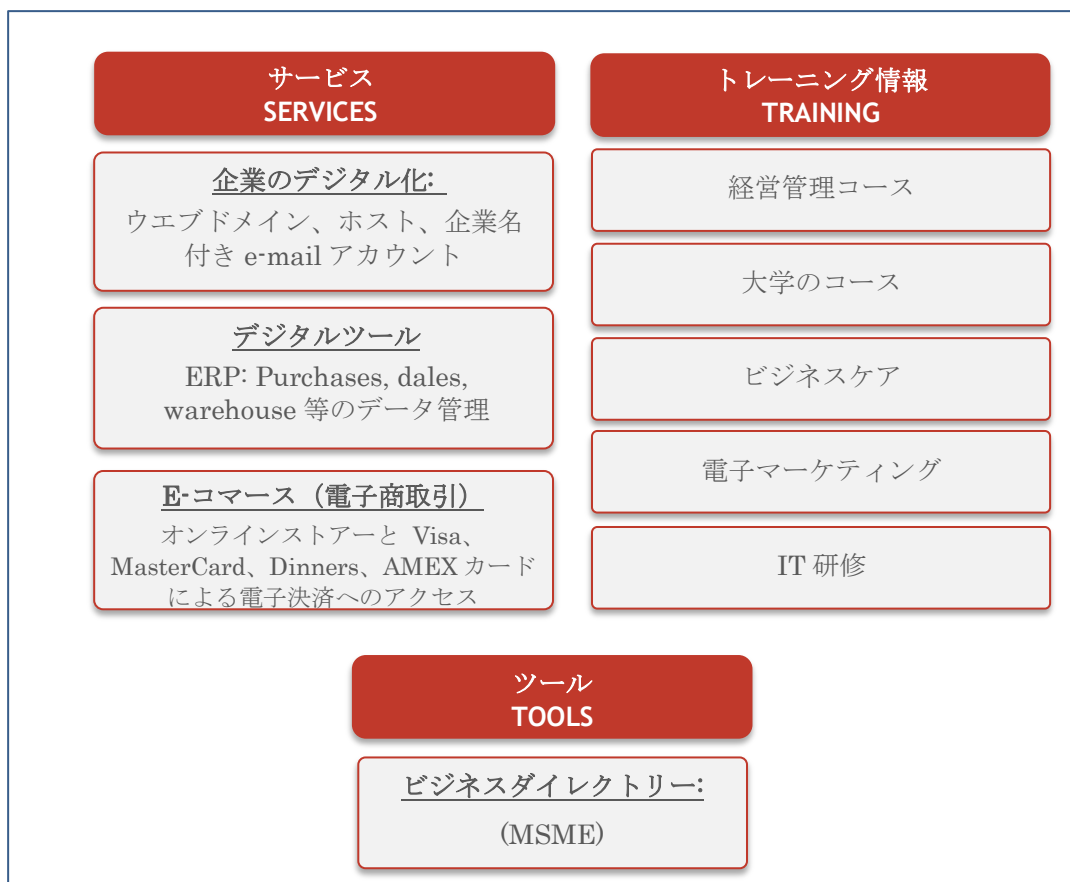 サービス
SERVICES
企業のデジタル化:
ウエブドメイン、ホスト、企業名
付き e-mail アカウント
デジタルツール
ERP: Purchases, dales,
warehouse 等のデータ管理
E-コマース（電子商取引）
オンラインストアーと Visa、
MasterCard、Dinners、AMEX カード
による電子決済へのアクセス
トレーニング情報
TRAINING
経営管理コース
大学のコース
ビジネスケア
電子マーケティング
IT 研修
ツール
TOOLS
ビジネスダイレクトリー:
(MSME)